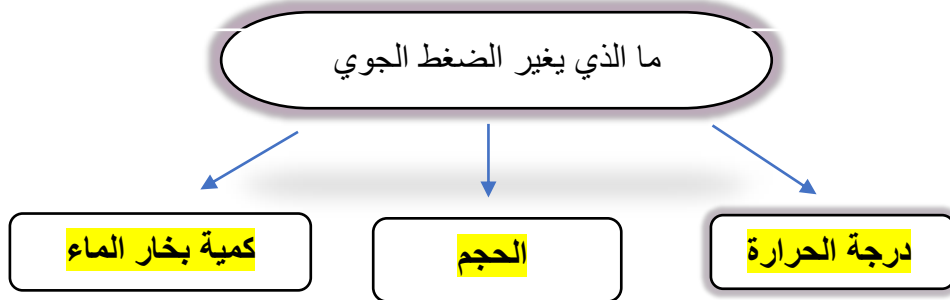 ما الذي يغير الضغط الجوي
درجة الحرارة
الحجم
كمية بخار الماء